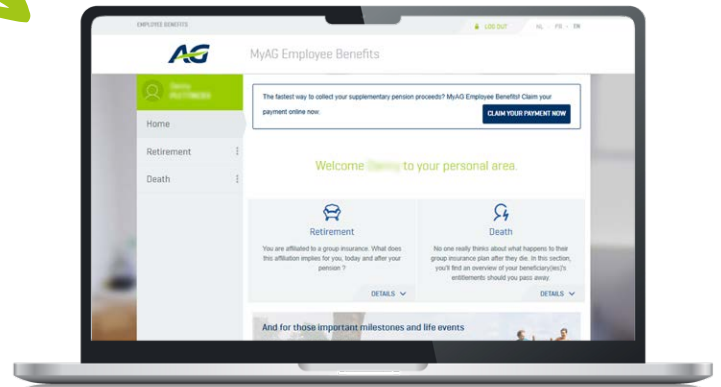 EMPLOYEE BENEFITS
LOG OUT
NL - FR - EN
AG
MyAG Employee Benefits
The fastest way to collect your supplementary pension proceeds? MyAG Employee Benefits! Claim your
payment online now.
CLAIM YOUR PAYMENT NOW
Home
Retirement
Death
Welcome to your personal area.
Retirement
You are affiliated to a group insurance. What does
this affiliation implies for you, today and after your
pension ?
DETAILS
Death
No one really thinks about what happens to their
group insurance plan after they die. In this section,
you'll find an overview of your beneficiary(ies)'s
entitlements should you pass away.
DETAILS
And for those important milestones and life events